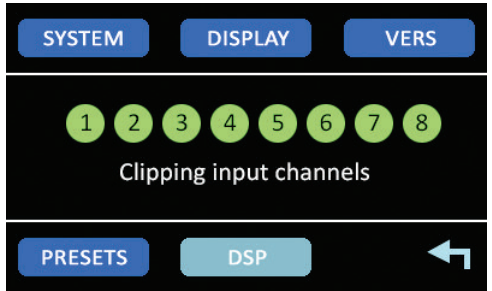 SYSTEM DISPLAY VERS
1 2 3 4 5 6 7 8
Clipping input channels
PRESETS DSP